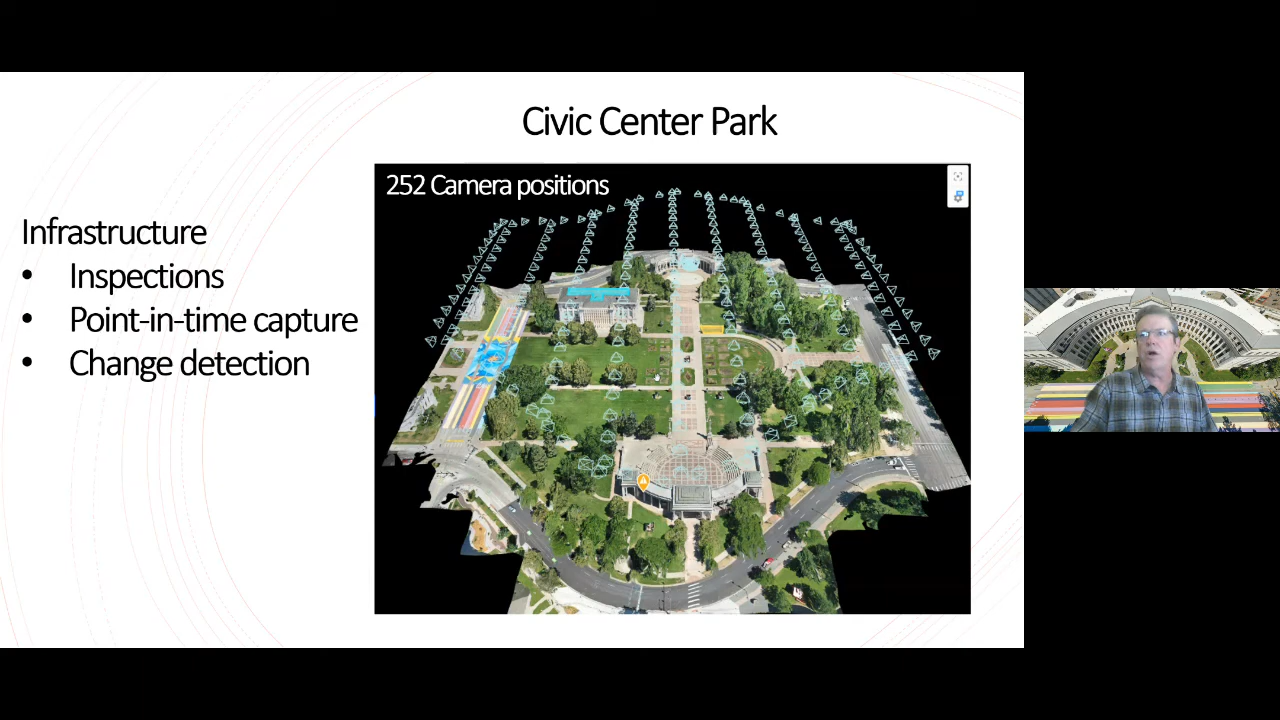 Civic Center Park
252 Camera positions
Infrastructure
• Inspections
• Point-in-time capture
• Change detection